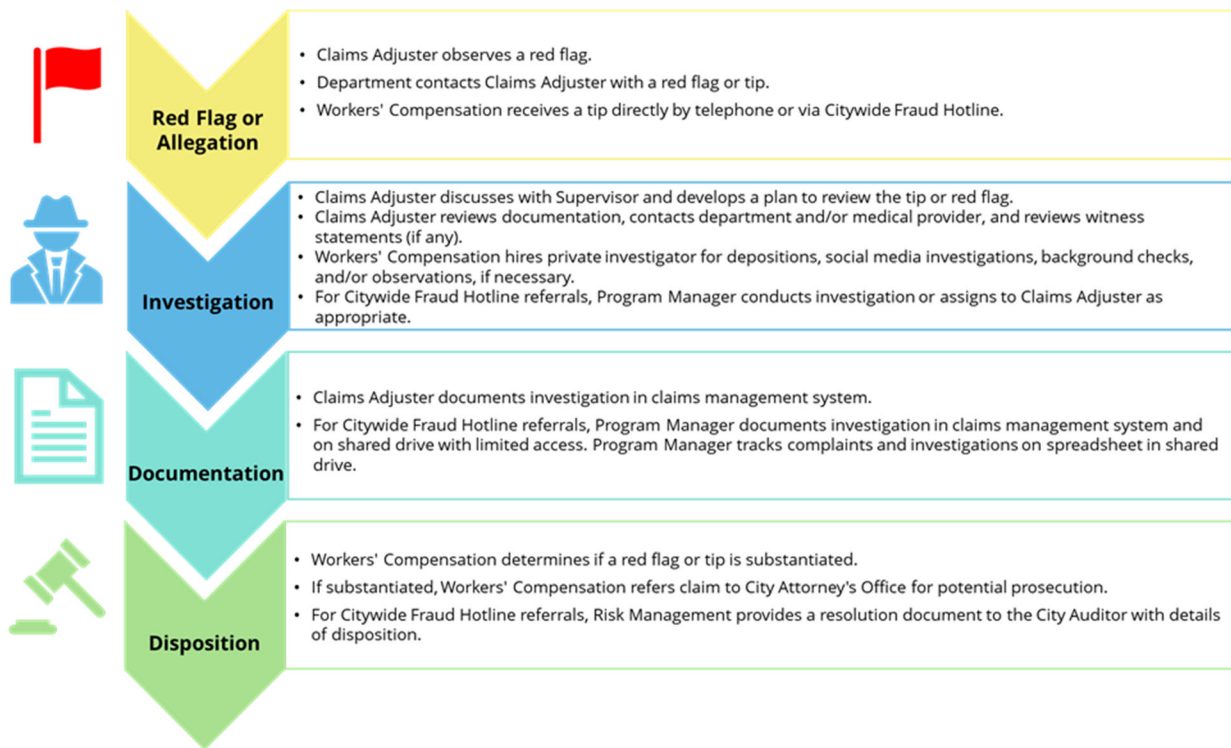 Red Flag or
Allegation
• Claims Adjuster observes a red flag.
• Department contacts Claims Adjuster with a red flag or tip.
• Workers' Compensation receives a tip directly by telephone or via Citywide Fraud Hotline.
Investigation
• Claims Adjuster discusses with Supervisor and develops a plan to review the tip or red flag.
• Claims Adjuster reviews documentation, contacts department and/or medical provider, and reviews witness
statements (if any).
• Workers' Compensation hires private investigator for depositions, social media investigations, background checks,
and/or observations, if necessary.
• For Citywide Fraud Hotline referrals, Program Manager conducts investigation or assigns to Claims Adjuster as
appropriate.
Documentation
• Claims Adjuster documents investigation in claims management system.
• For Citywide Fraud Hotline referrals, Program Manager documents investigation in claims management system and
on shared drive with limited access. Program Manager tracks complaints and investigations on spreadsheet in shared
drive.
Disposition
• Workers' Compensation determines if a red flag or tip is substantiated.
• If substantiated, Workers' Compensation refers claim to City Attorney's Office for potential prosecution.
• For Citywide Fraud Hotline referrals, Risk Management provides a resolution document to the City Auditor with details
of disposition.